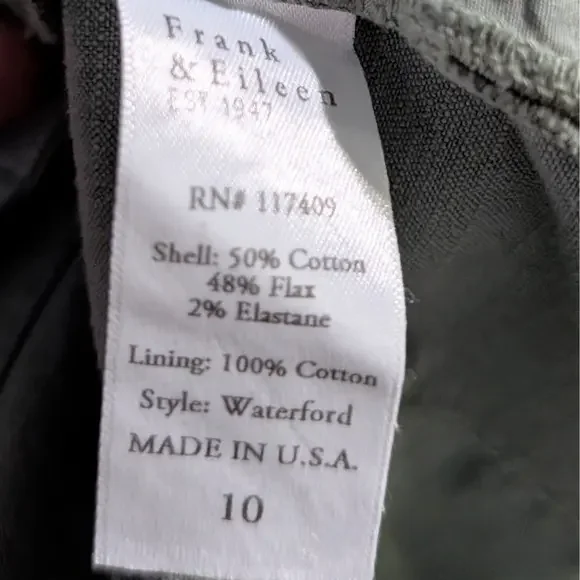 Frank
& Eileen
EST 1947
RN# 117409
Shell: 50% Cotton
48% Flax
2% Elastane
Lining: 100% Cotton
Style: Waterford
MADE IN U.S.A.
10